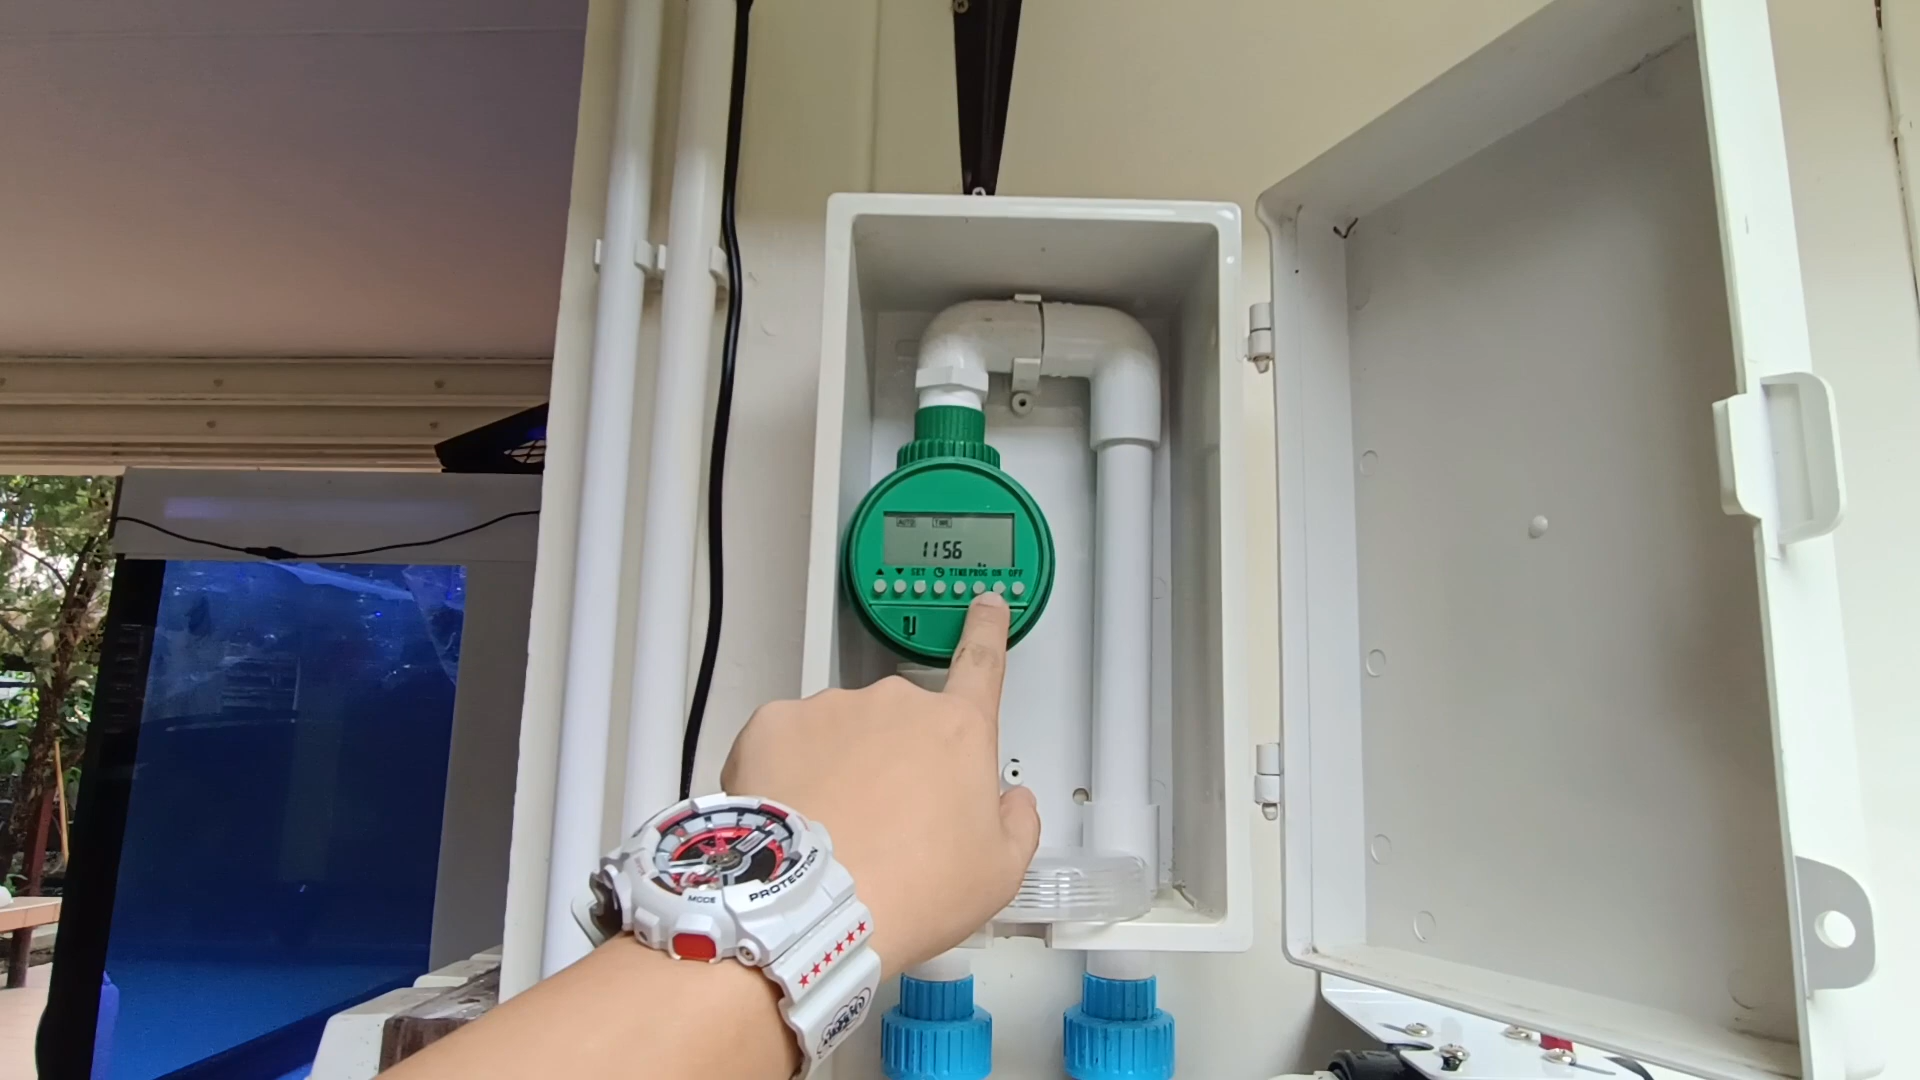 AUTO TIME
1156
▲ ▼ SET TIME PROG ON OFF
MODE
PROTECTION